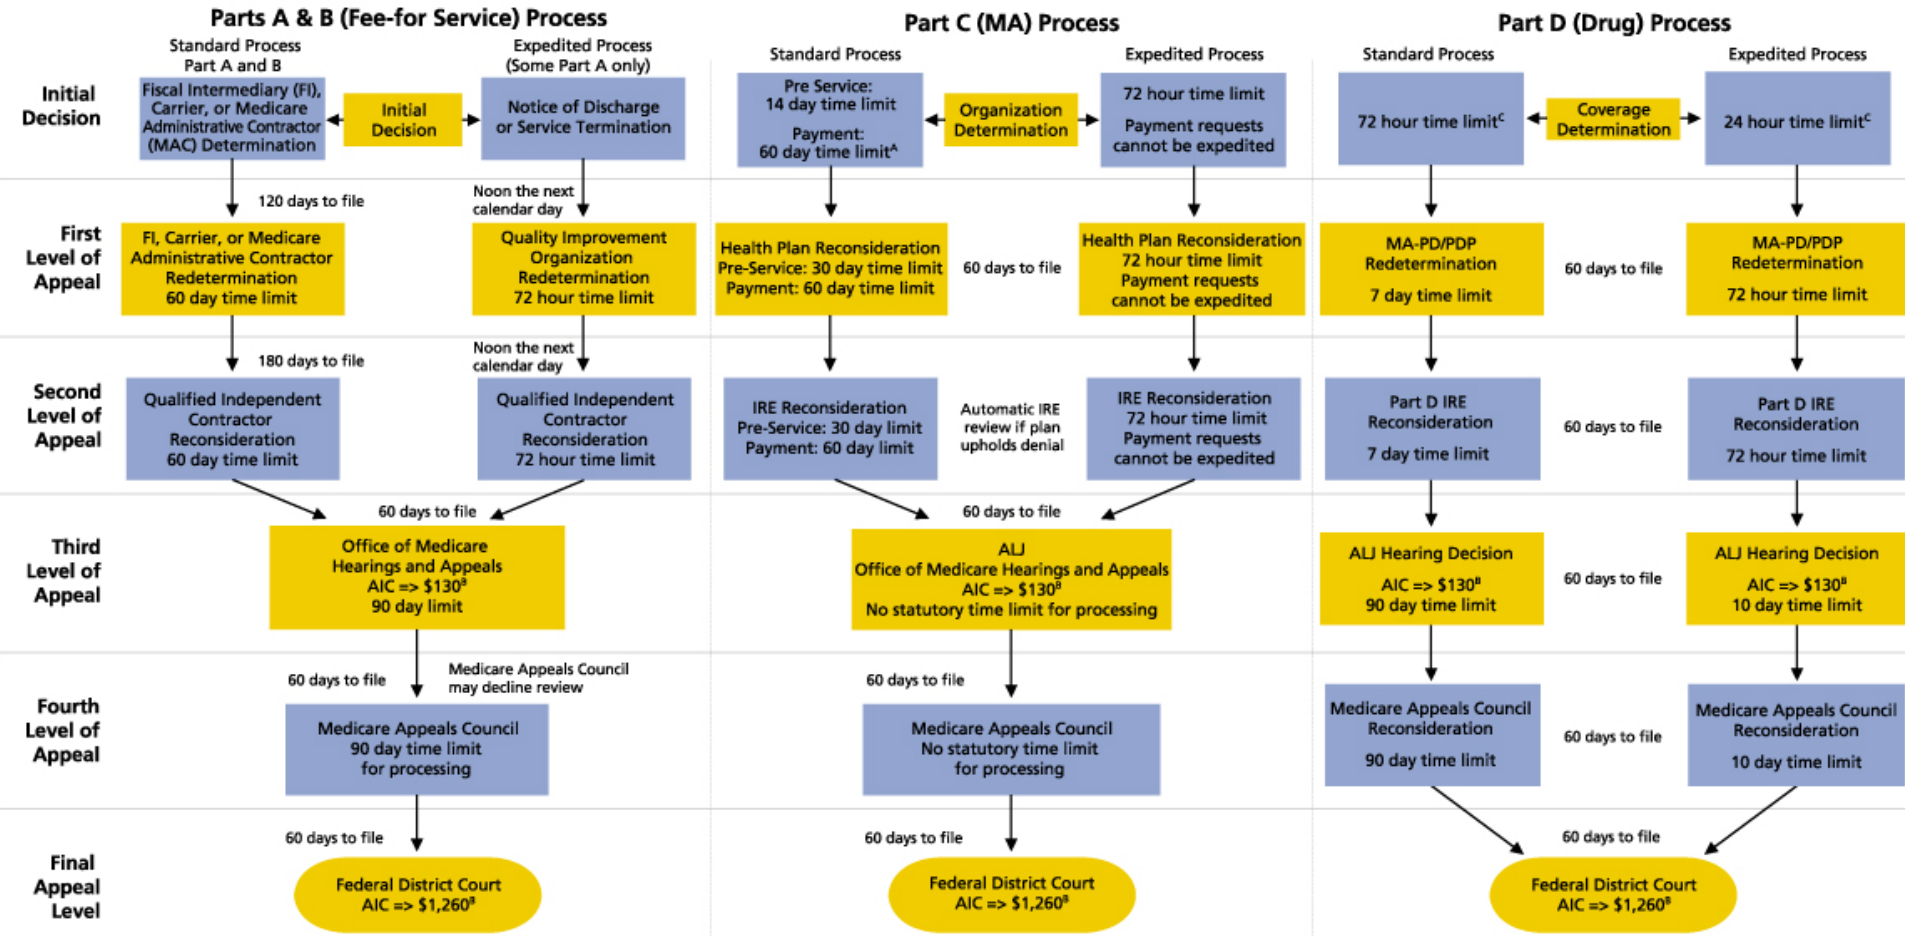 Parts A & B (Fee-for Service) Process
Part C (MA) Process
Part D (Drug) Process
Standard Process
Part A and B
Expedited Process
(Some Part A only)
Standard Process
Expedited Process
Standard Process
Expedited Process
Initial
Decision
Fiscal Intermediary (FI),
Carrier, or Medicare
Administrative Contractor
(MAC) Determination
Initial
Decision
Notice of Discharge
or Service Termination
Pre Service:
14 day time limit
Payment:
60 day time limitᴬ
Organization
Determination
72 hour time limit
Payment requests
cannot be expedited
72 hour time limitᶜ
Coverage
Determination
24 hour time limitᶜ
120 days to file
Noon the next
calendar day
First
Level of
Appeal
FI, Carrier, or Medicare
Administrative Contractor
Redetermination
60 day time limit
Quality Improvement
Organization
Redetermination
72 hour time limit
Health Plan Reconsideration
Pre-Service: 30 day time limit
Payment: 60 day time limit
60 days to file
Health Plan Reconsideration
72 hour time limit
Payment requests
cannot be expedited
MA-PD/PDP
Redetermination
7 day time limit
60 days to file
MA-PD/PDP
Redetermination
72 hour time limit
180 days to file
Noon the next
calendar day
Second
Level of
Appeal
Qualified Independent
Contractor
Reconsideration
60 day time limit
Qualified Independent
Contractor
Reconsideration
72 hour time limit
IRE Reconsideration
Pre-Service: 30 day limit
Payment: 60 day limit
Automatic IRE
review if plan
upholds denial
IRE Reconsideration
72 hour time limit
Payment requests
cannot be expedited
Part D IRE
Reconsideration
7 day time limit
60 days to file
Part D IRE
Reconsideration
72 hour time limit
60 days to file
60 days to file
Third
Level of
Appeal
Office of Medicare
Hearings and Appeals
AIC => $130ᴮ
90 day limit
ALJ
Office of Medicare Hearings and Appeals
AIC => $130ᴮ
No statutory time limit for processing
ALJ Hearing Decision
AIC => $130ᴮ
90 day time limit
60 days to file
ALJ Hearing Decision
AIC => $130ᴮ
10 day time limit
60 days to file
Medicare Appeals Council
may decline review
60 days to file
Fourth
Level of
Appeal
Medicare Appeals Council
90 day time limit
for processing
Medicare Appeals Council
No statutory time limit
for processing
Medicare Appeals Council
Reconsideration
90 day time limit
60 days to file
Medicare Appeals Council
Reconsideration
10 day time limit
60 days to file
60 days to file
60 days to file
Final
Appeal
Level
Federal District Court
AIC => $1,260ᴮ
Federal District Court
AIC => $1,260ᴮ
Federal District Court
AIC => $1,260ᴮ